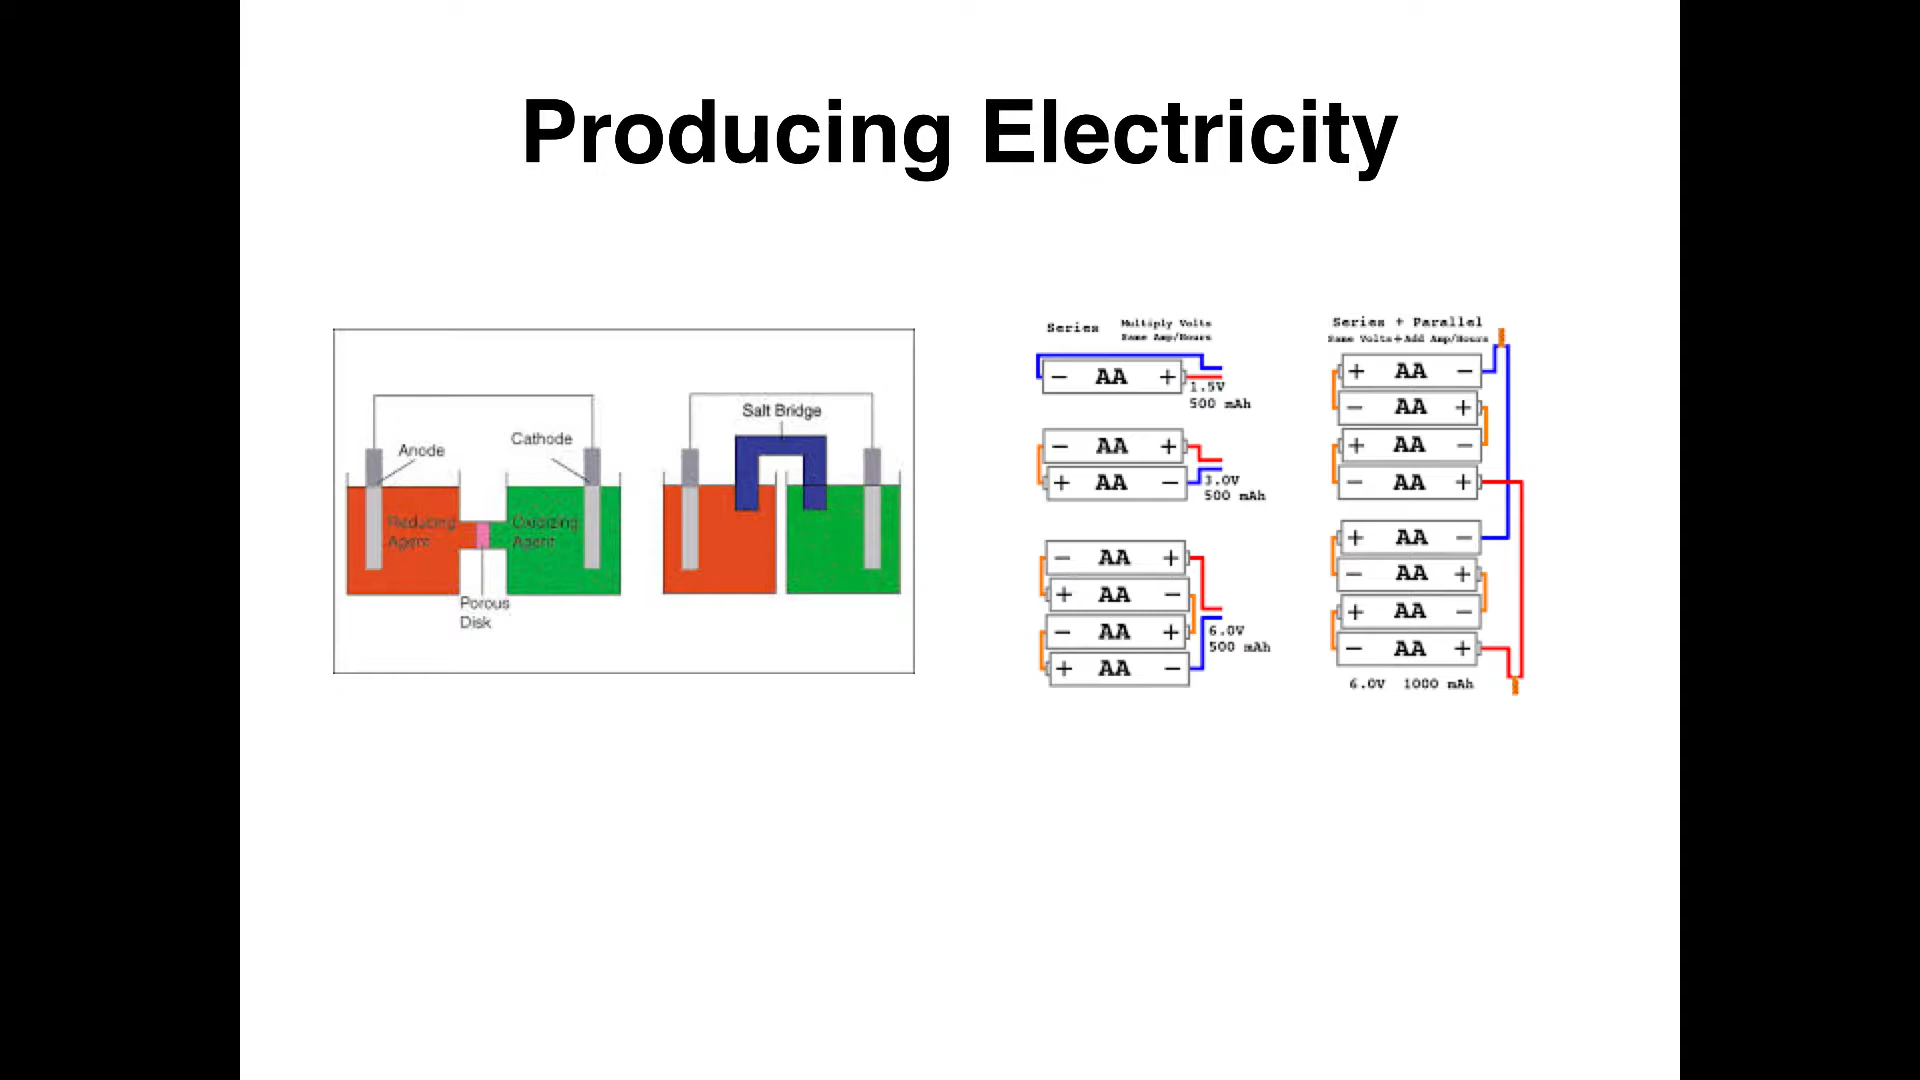 Producing Electricity
Anode
Cathode
Reducing
Agent
Oxidizing
Agent
Porous
Disk
Salt Bridge
Series
Multiply Volts
Same Amp/Hours
- AA +
1.5V
500 mAh
- AA +
+ AA -
3.0V
500 mAh
- AA +
+ AA -
- AA +
+ AA -
6.0V
500 mAh
Series + Parallel
Same Volts+Add Amp/Hours
+ AA -
- AA +
+ AA -
- AA +
+ AA -
- AA +
+ AA -
- AA +
6.0V 1000 mAh